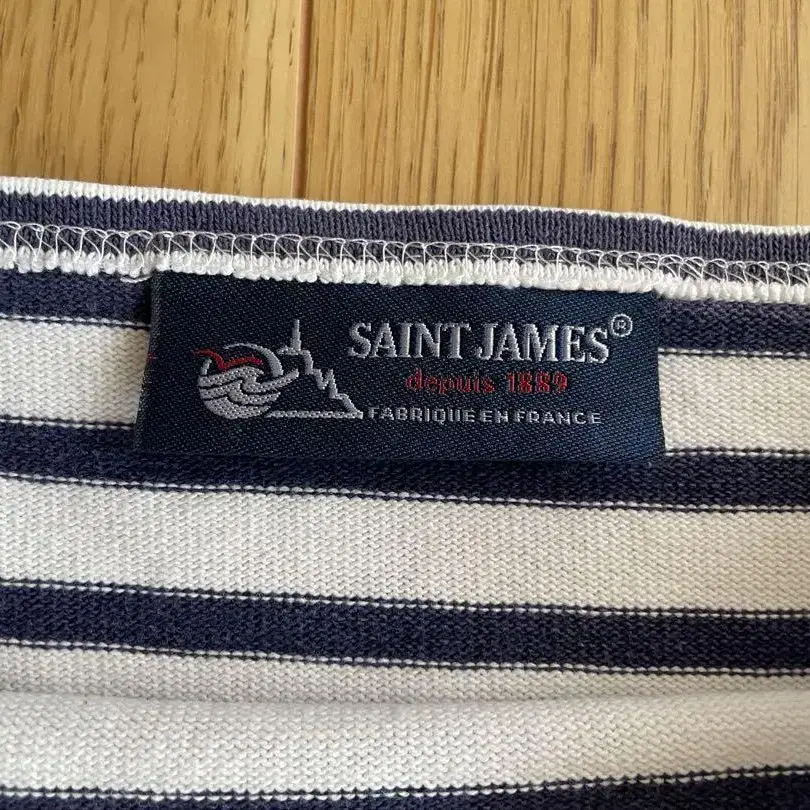 SAINT JAMES®
depuis 1889
FABRIQUE EN FRANCE